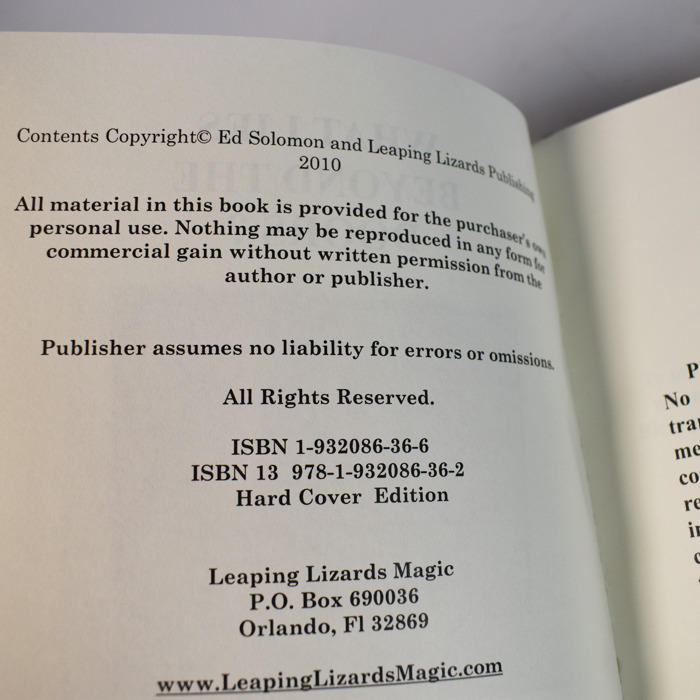 Contents Copyright© Ed Solomon and Leaping Lizards Publishing
2010
All material in this book is provided for the purchaser's own
personal use. Nothing may be reproduced in any form for
commercial gain without written permission from the
author or publisher.
Publisher assumes no liability for errors or omissions.
All Rights Reserved.
ISBN 1-932086-36-6
ISBN 13 978-1-932086-36-2
Hard Cover Edition
Leaping Lizards Magic
P.O. Box 690036
Orlando, Fl 32869
www.LeapingLizardsMagic.com
No